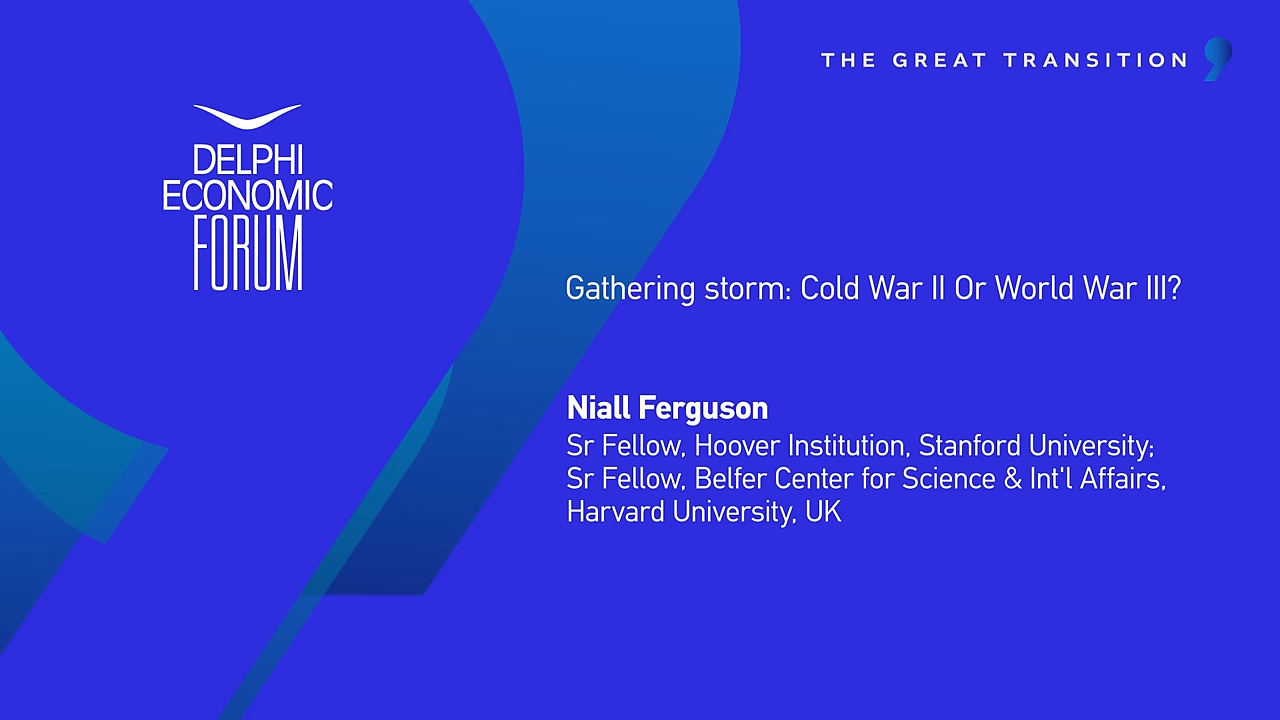 THE GREAT TRANSITION
DELPHI
ECONOMIC
FORUM
Gathering storm: Cold War II Or World War III?
Niall Ferguson
Sr Fellow, Hoover Institution, Stanford University;
Sr Fellow, Belfer Center for Science & Int'l Affairs,
Harvard University, UK